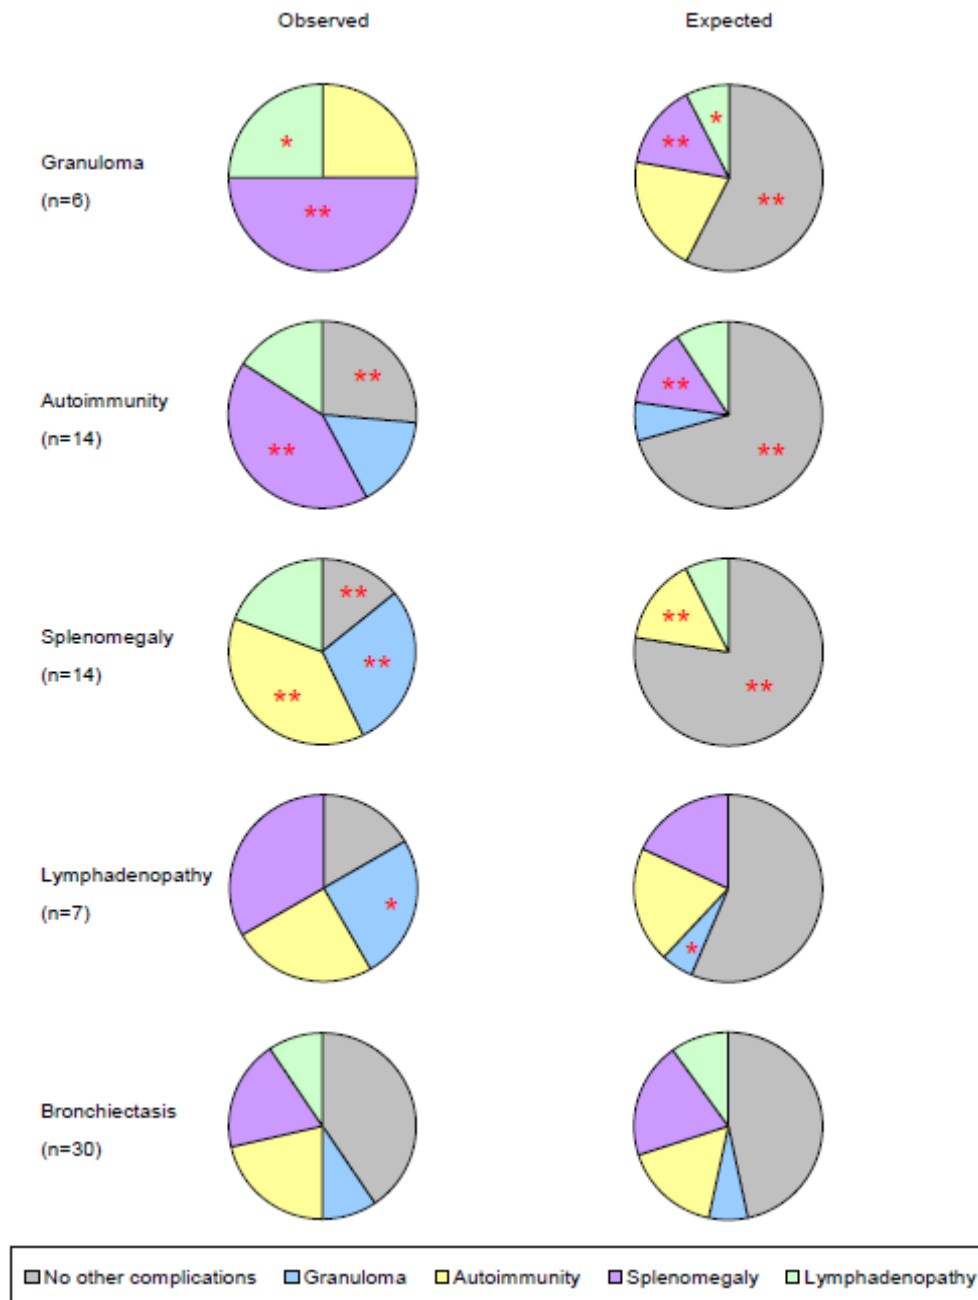 Observed Expected
* *
**
Granuloma
**
(n=6)
**
**
**
Autoimmunity
**
(n=14)
**
**
**
**
Splenomegaly
**
(n=14)
**
Lymphadenopathy
*
(n=7)
*
Bronchiectasis
(n=30)
No other complications Granuloma Autoimmunity Splenomegaly Lymphadenopathy